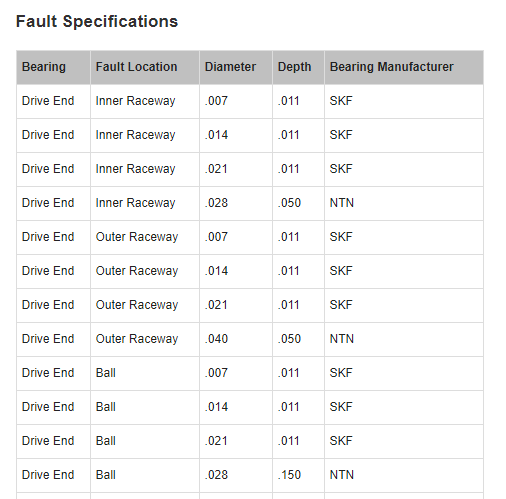 Fault Specifications
Bearing Fault Location Diameter Depth Bearing Manufacturer
Drive End Inner Raceway .007 .011 SKF
Drive End Inner Raceway .014 .011 SKF
Drive End Inner Raceway .021 .011 SKF
Drive End Inner Raceway .028 .050 NTN
Drive End Outer Raceway .007 .011 SKF
Drive End Outer Raceway .014 .011 SKF
Drive End Outer Raceway .021 .011 SKF
Drive End Outer Raceway .040 .050 NTN
Drive End Ball .007 .011 SKF
Drive End Ball .014 .011 SKF
Drive End Ball .021 .011 SKF
Drive End Ball .028 .150 NTN